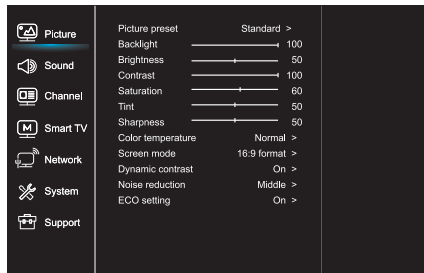 Picture
Sound
Channel
M Smart TV
Network
System
Support
Picture preset Standard >
Backlight 100
Brightness 50
Contrast 100
Saturation 60
Tint 50
Sharpness 50
Color temperature Normal >
Screen mode 16:9 format >
Dynamic contrast On >
Noise reduction Middle >
ECO setting On >